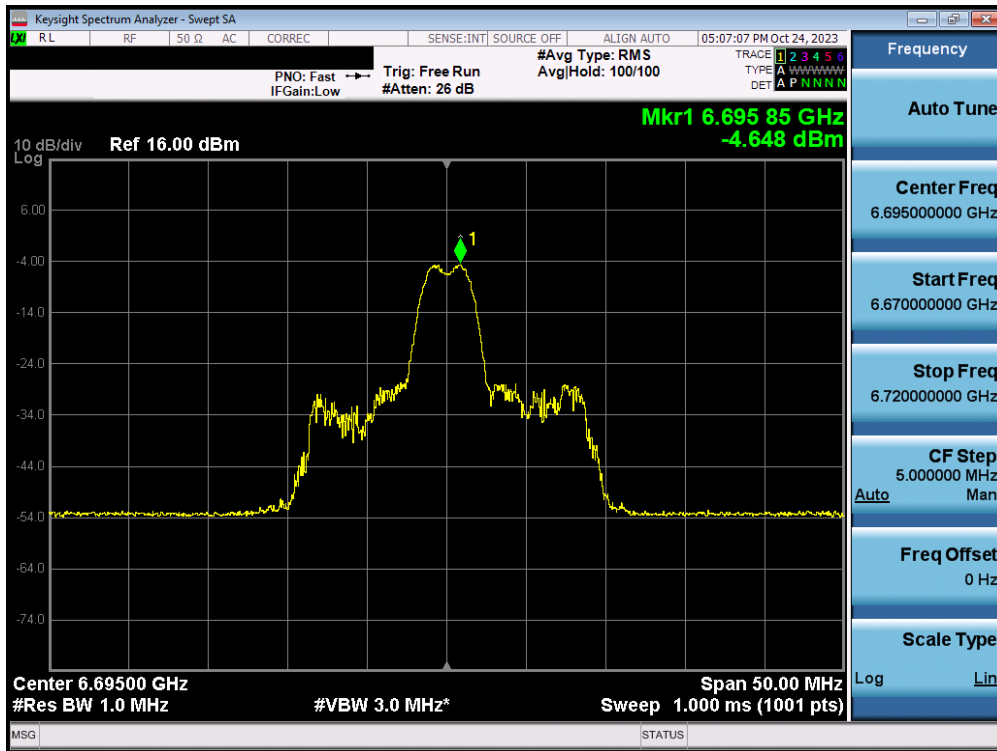 Keysight Spectrum Analyzer - Swept SA
LXI RL RF 50 Ω AC CORREC SENSE:INT SOURCE OFF ALIGN AUTO 05:07:07 PM Oct 24, 2023
PNO: Fast
IFGain:Low
Trig: Free Run
#Atten: 26 dB
#Avg Type: RMS
Avg|Hold: 100/100
TRACE 1 2 3 4 5 6
TYPE A WWWWW
DET A P N N N N
Mkr1 6.695 85 GHz
-4.648 dBm
10 dB/div
Log
Ref 16.00 dBm
1
6.00
-4.00
-14.0
-24.0
-34.0
-44.0
-54.0
-64.0
-74.0
Center 6.69500 GHz
#Res BW 1.0 MHz
#VBW 3.0 MHz*
Span 50.00 MHz
Sweep 1.000 ms (1001 pts)
MSG
STATUS
Frequency
Auto Tune
Center Freq
6.695000000 GHz
Start Freq
6.670000000 GHz
Stop Freq
6.720000000 GHz
CF Step
5.000000 MHz
Auto Man
Freq Offset
0 Hz
Scale Type
Log Lin